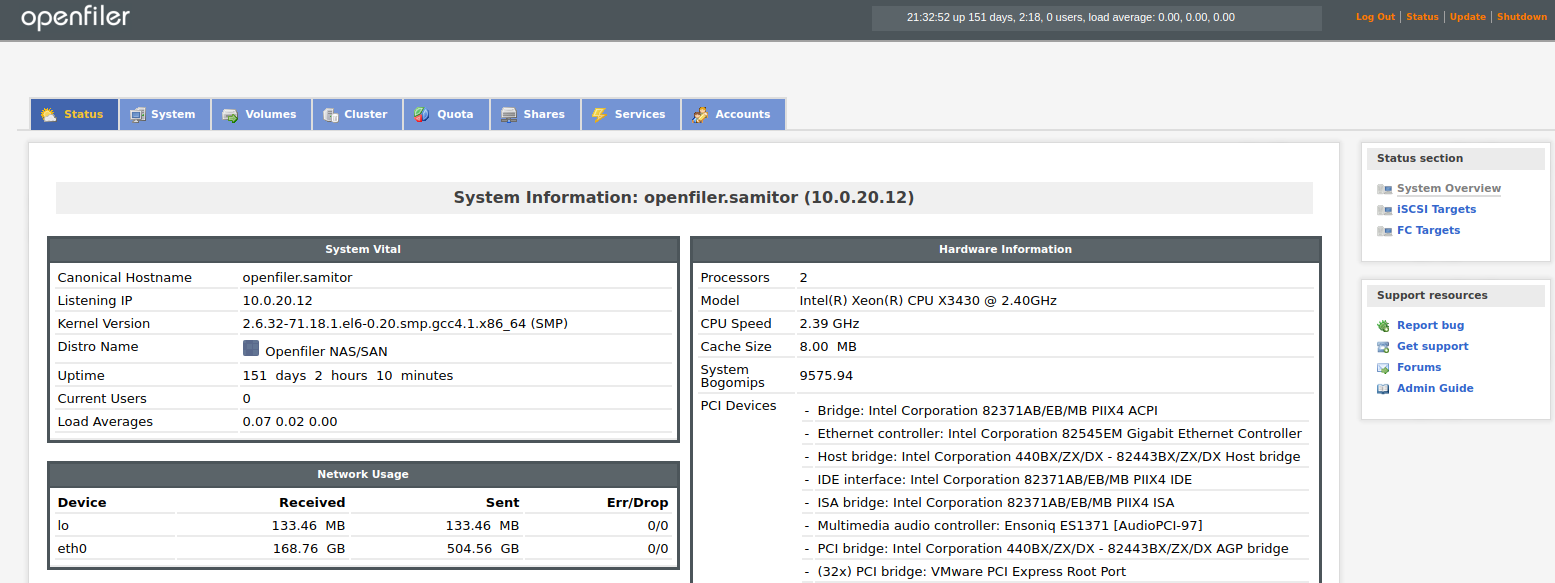 openfiler
21:32:52 up 151 days, 2:18, 0 users, load average: 0.00, 0.00, 0.00
Log Out | Status | Update | Shutdown
Status System Volumes Cluster Quota Shares Services Accounts
System Information: openfiler.samitor (10.0.20.12)
System Vital
Canonical Hostname openfiler.samitor
Listening IP 10.0.20.12
Kernel Version 2.6.32-71.18.1.el6-0.20.smp.gcc4.1.x86_64 (SMP)
Distro Name Openfiler NAS/SAN
Uptime 151 days 2 hours 10 minutes
Current Users 0
Load Averages 0.07 0.02 0.00
Network Usage
Device Received Sent Err/Drop
lo 133.46 MB 133.46 MB 0/0
eth0 168.76 GB 504.56 GB 0/0
Hardware Information
Processors 2
Model Intel(R) Xeon(R) CPU X3430 @ 2.40GHz
CPU Speed 2.39 GHz
Cache Size 8.00 MB
System
Bogomips 9575.94
PCI Devices - Bridge: Intel Corporation 82371AB/EB/MB PIIX4 ACPI
- Ethernet controller: Intel Corporation 82545EM Gigabit Ethernet Controller
- Host bridge: Intel Corporation 440BX/ZX/DX - 82443BX/ZX/DX Host bridge
- IDE interface: Intel Corporation 82371AB/EB/MB PIIX4 IDE
- ISA bridge: Intel Corporation 82371AB/EB/MB PIIX4 ISA
- Multimedia audio controller: Ensoniq ES1371 [AudioPCI-97]
- PCI bridge: Intel Corporation 440BX/ZX/DX - 82443BX/ZX/DX AGP bridge
- (32x) PCI bridge: VMware PCI Express Root Port
Status section
System Overview
iSCSI Targets
FC Targets
Support resources
Report bug
Get support
Forums
Admin Guide